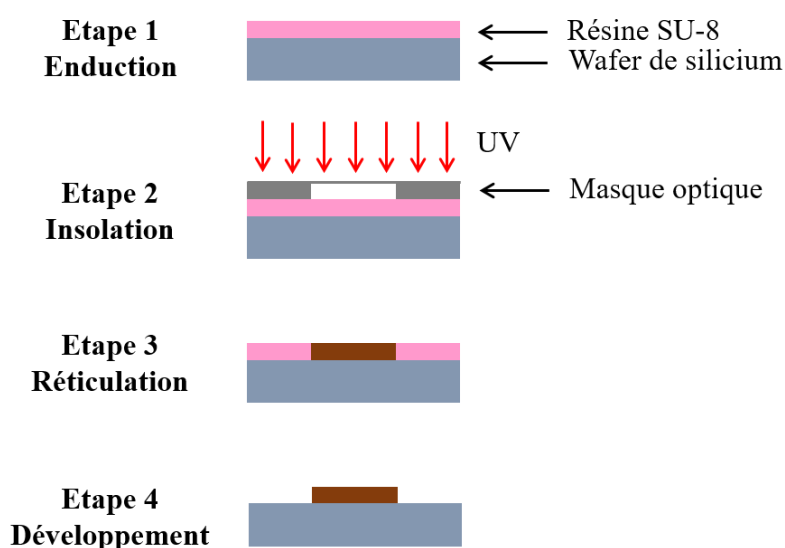 Etape 1
Enduction
Résine SU-8
Wafer de silicium
UV
Etape 2
Insolation
Masque optique
Etape 3
Réticulation
Etape 4
Développement